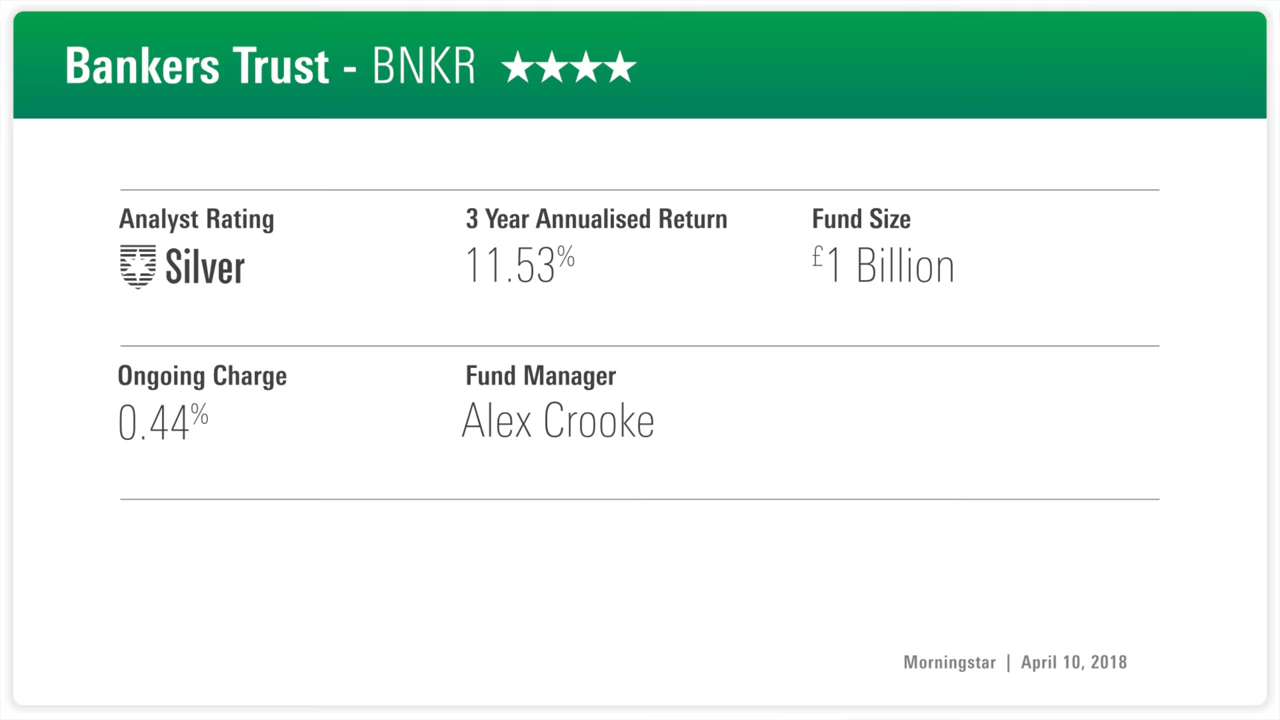 Bankers Trust - BNKR ★★★★
Analyst Rating
Silver
3 Year Annualised Return
11.53%
Fund Size
£1 Billion
Ongoing Charge
0.44%
Fund Manager
Alex Crooke
Morningstar | April 10, 2018